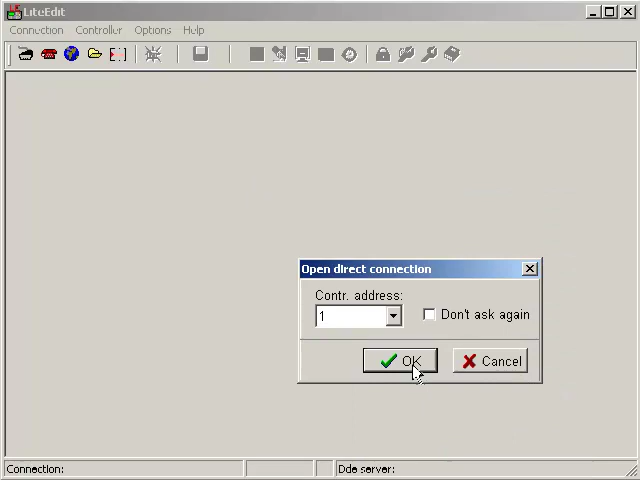 LiteEdit
Connection Controller Options Help
Open direct connection
Contr. address:
1
Don't ask again
OK Cancel
Connection: Dde server: